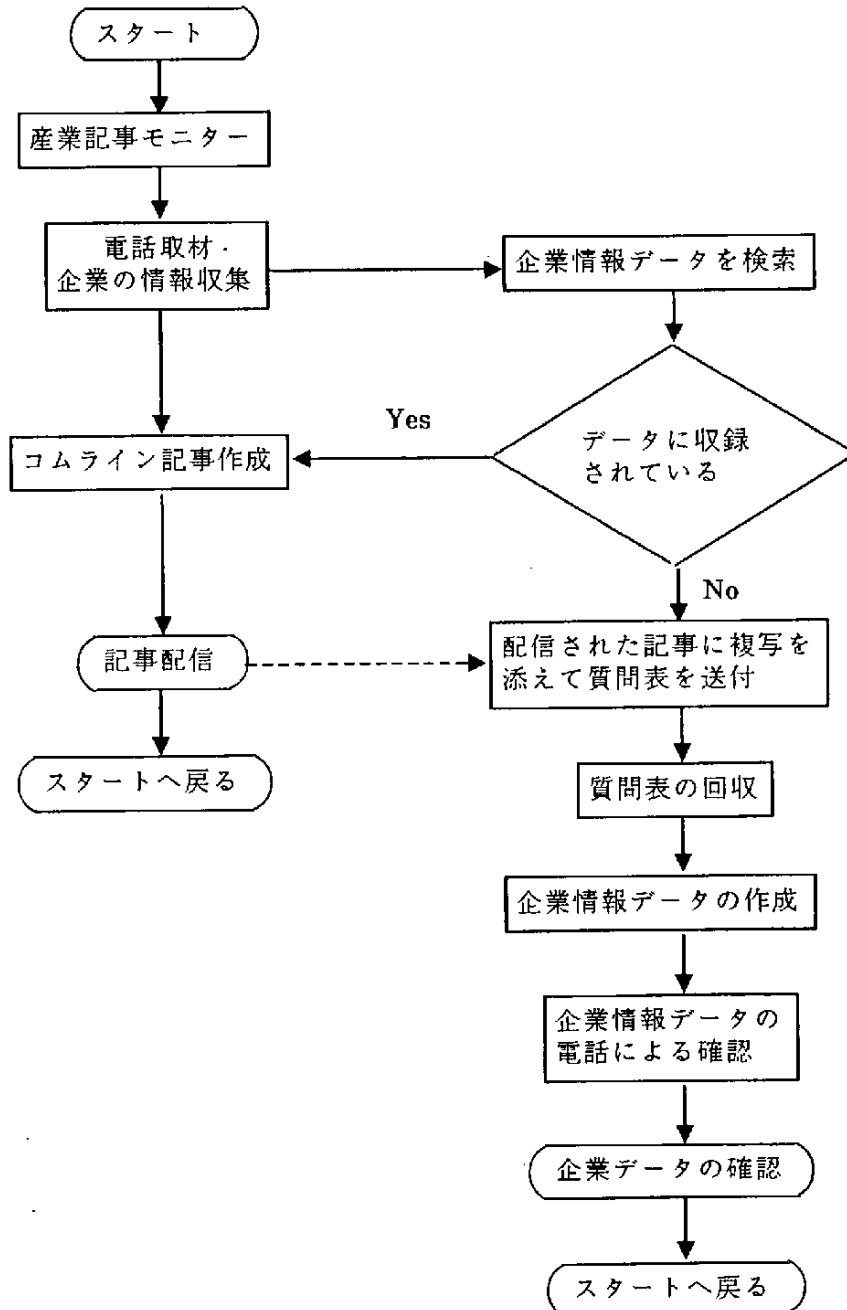 スタート
産業記事モニター
電話取材・
企業の情報収集
企業情報データを検索
データに収録
されている
Yes
コムライン記事作成
No
記事配信
配信された記事に複写を
添えて質問表を送付
スタートへ戻る
質問表の回収
企業情報データの作成
企業情報データの
電話による確認
企業データの確認
スタートへ戻る